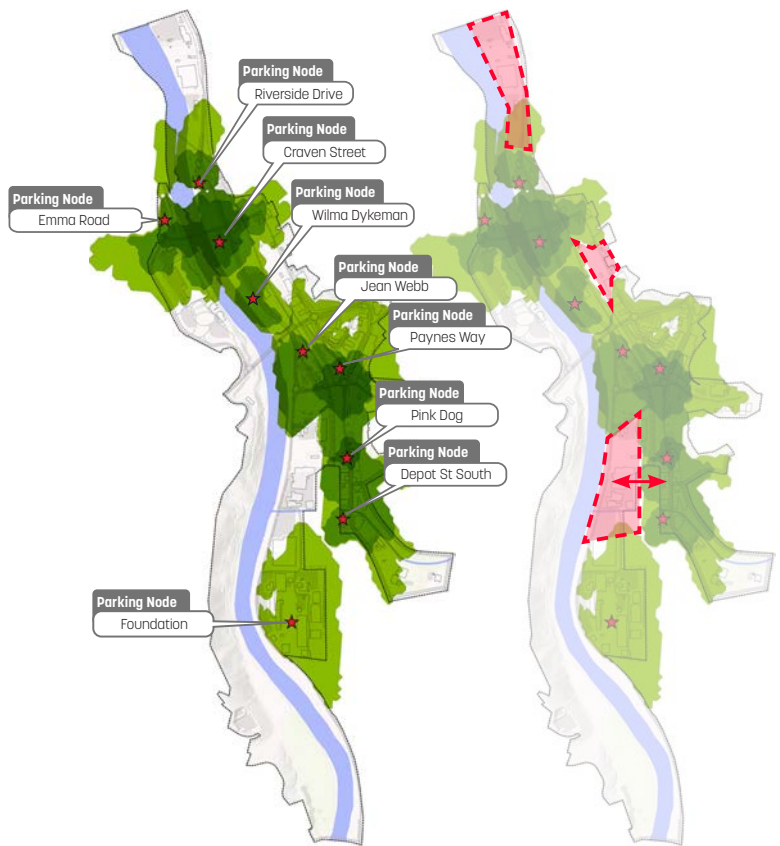 Parking Node
Riverside Drive
Parking Node
Craven Street
Parking Node
Emma Road
Parking Node
Wilma Dykeman
Parking Node
Jean Webb
Parking Node
Paynes Way
Parking Node
Pink Dog
Parking Node
Depot St South
Parking Node
Foundation